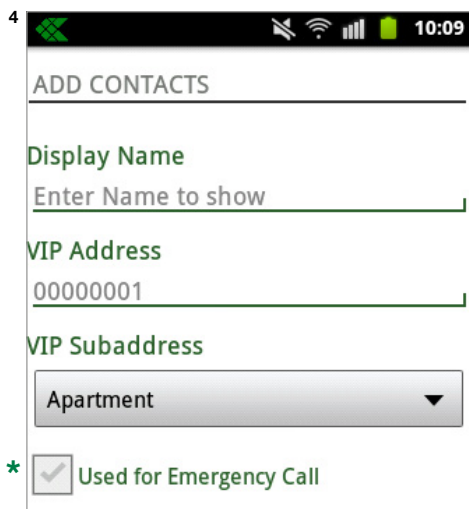 4
10:09
ADD CONTACTS
Display Name
Enter Name to show
VIP Address
00000001
VIP Subaddress
Apartment
* Used for Emergency Call